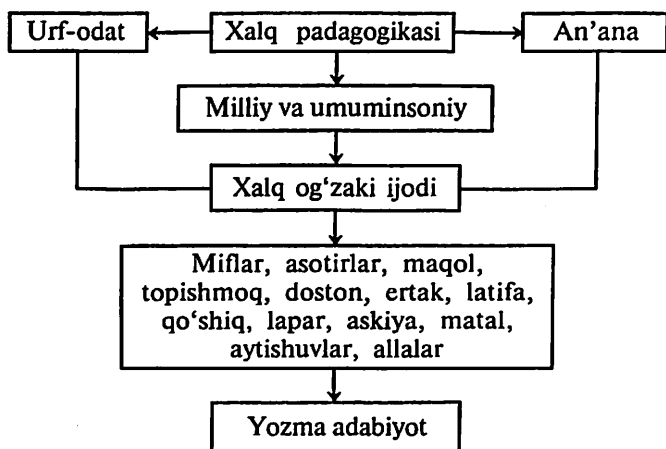 Urf-odat
Xalq padagogikasi
An’ana
Milliy va umuminsoniy
Xalq og‘zaki ijodi
Miflar, asotirlar, maqol,
topishmoq, doston, ertak, latifa,
qo‘shiq, lapar, askiya, matal,
aytishuvlar, allalar
Yozma adabiyot